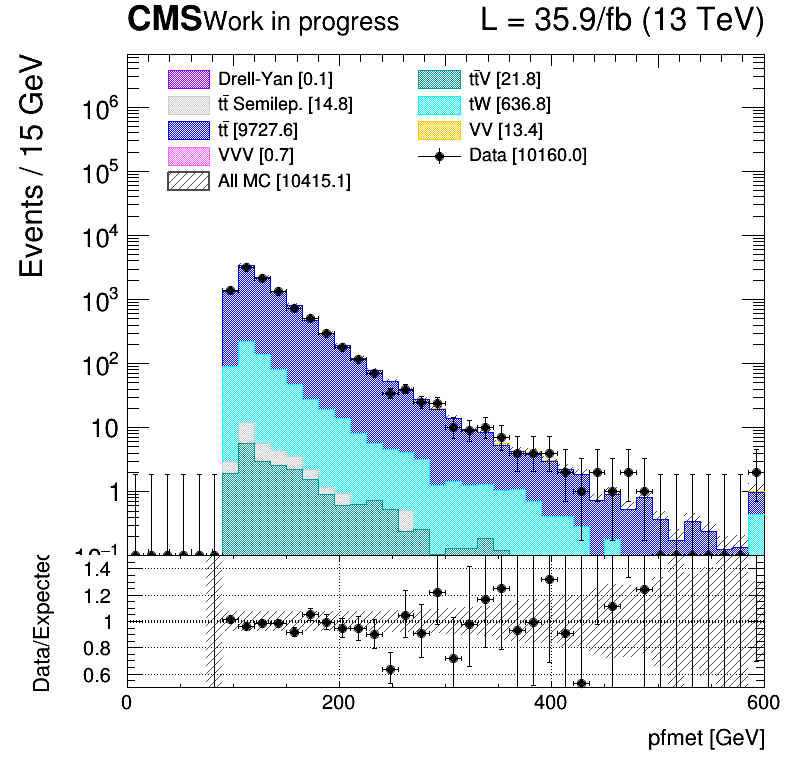 CMS Work in progress L = 35.9/fb (13 TeV)
Events / 15 GeV
Drell-Yan [0.1]
tt̄ Semilep. [14.8]
tt̄ [9727.6]
VVV [0.7]
All MC [10415.1]
tt̄V [21.8]
tW [636.8]
VV [13.4]
Data [10160.0]
10⁶
10⁵
10⁴
10³
10²
10
1
10⁻¹
Data/Expected
1.4
1.2
1
0.8
0.6
0 200 400 600
pfmet [GeV]